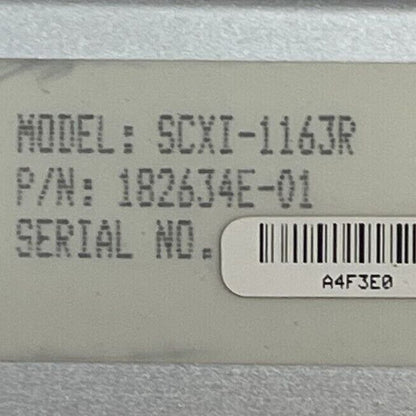 MODEL: SCXI-1163R
P/N: 182634E-01
SERIAL NO.
A4F3E0